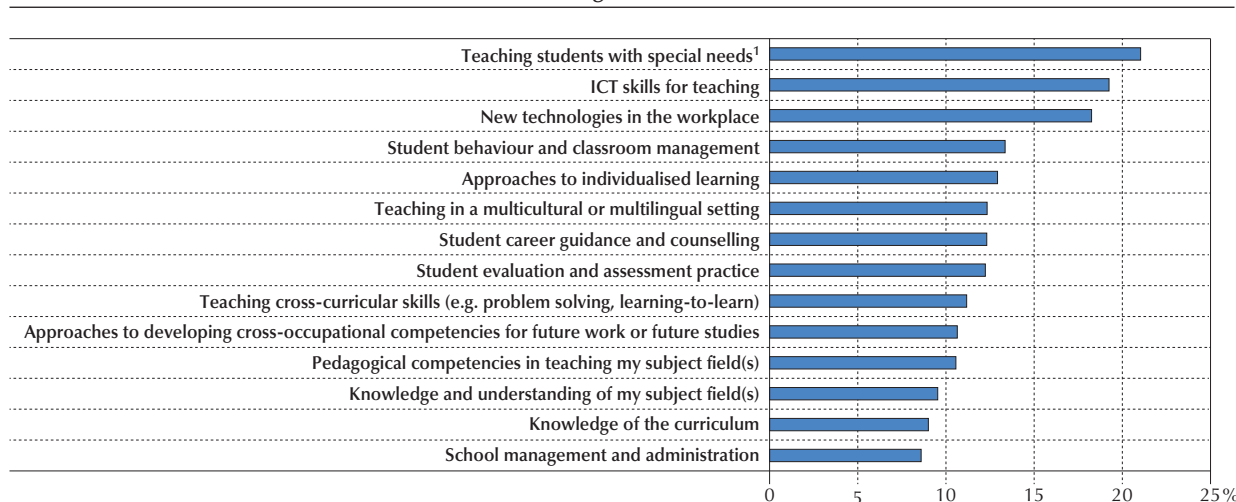 Teaching students with special needs¹
ICT skills for teaching
New technologies in the workplace
Student behaviour and classroom management
Approaches to individualised learning
Teaching in a multicultural or multilingual setting
Student career guidance and counselling
Student evaluation and assessment practice
Teaching cross-curricular skills (e.g. problem solving, learning-to-learn)
Approaches to developing cross-occupational competencies for future work or future studies
Pedagogical competencies in teaching my subject field(s)
Knowledge and understanding of my subject field(s)
Knowledge of the curriculum
School management and administration
0 5 10 15 20 25%